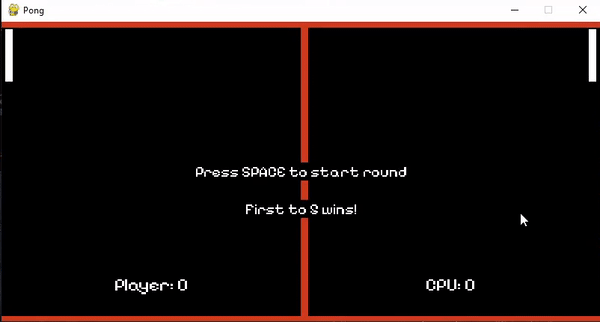 Pong
Press SPACE to start round
First to 9 wins!
Player: 0
CPU: 0